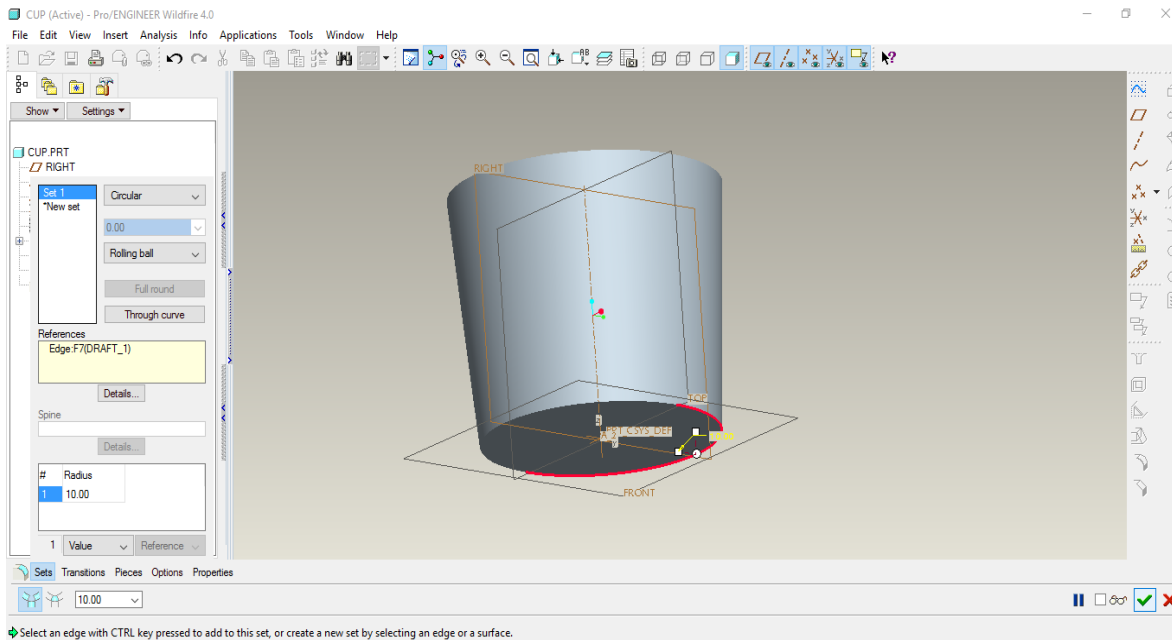 CUP (Active) - Pro/ENGINEER Wildfire 4.0
File Edit View Insert Analysis Info Applications Tools Window Help
Show Settings
CUP.PRT
RIGHT
Set 1
*New set
Circular
0.00
Rolling ball
Full round
Through curve
References
Edge:F7(DRAFT_1)
Details...
Spine
Details...
# Radius
1 10.00
1 Value Reference
RIGHT
TOP
CSYS_DEF
FRONT
Sets Transitions Pieces Options Properties
10.00
Select an edge with CTRL key pressed to add to this set, or create a new set by selecting an edge or a surface.